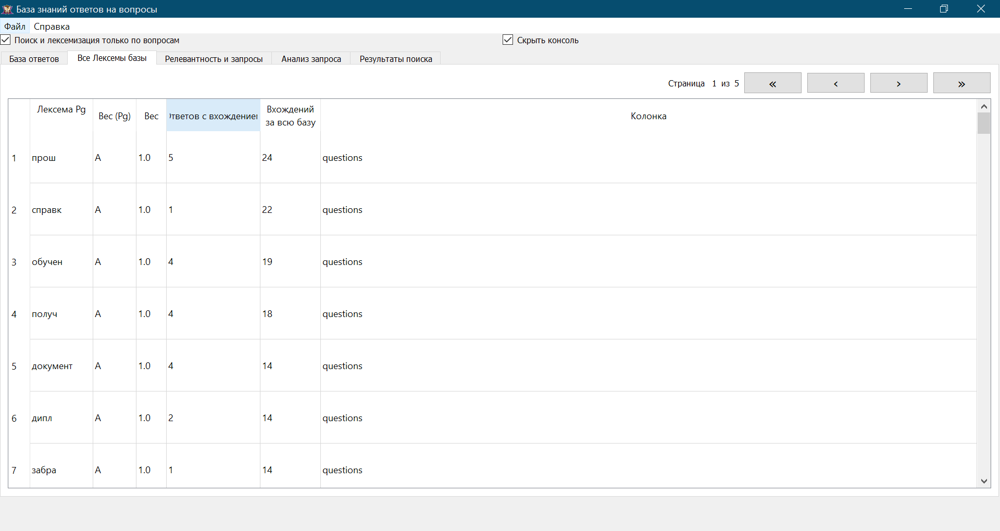 База знаний ответов на вопросы
Файл Справка
Поиск и лексемизация только по вопросам Скрыть консоль
База ответов Все Лексемы базы Релевантность и запросы Анализ запроса Результаты поиска
Страница 1 из 5 « ‹ › »
Лексема Pg Вес (Pg) Вес с Вхождений за всю базу Колонка
1 прош A 1.0 5 24 questions
2 справк A 1.0 1 22 questions
3 обучен A 1.0 4 19 questions
4 получ A 1.0 4 18 questions
5 документ A 1.0 4 14 questions
6 дипл A 1.0 2 14 questions
7 забра A 1.0 1 14 questions